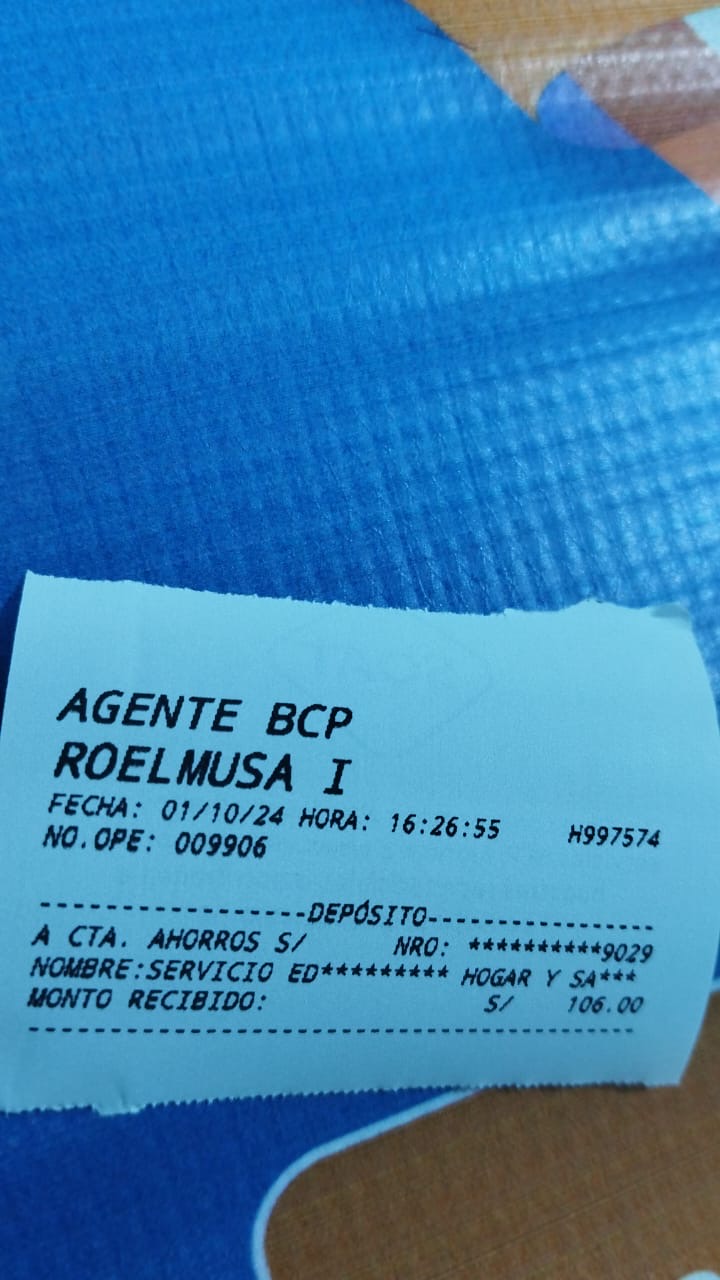 AGENTE BCP
ROELMUSA I
FECHA: 01/10/24 HORA: 16:26:55 H997574
NO.OPE: 009906
-----------------DEPÓSITO-----------------
A CTA. AHORROS S/ NRO: **********9029
NOMBRE:SERVICIO ED********* HOGAR Y SA***
MONTO RECIBIDO: S/ 106.00